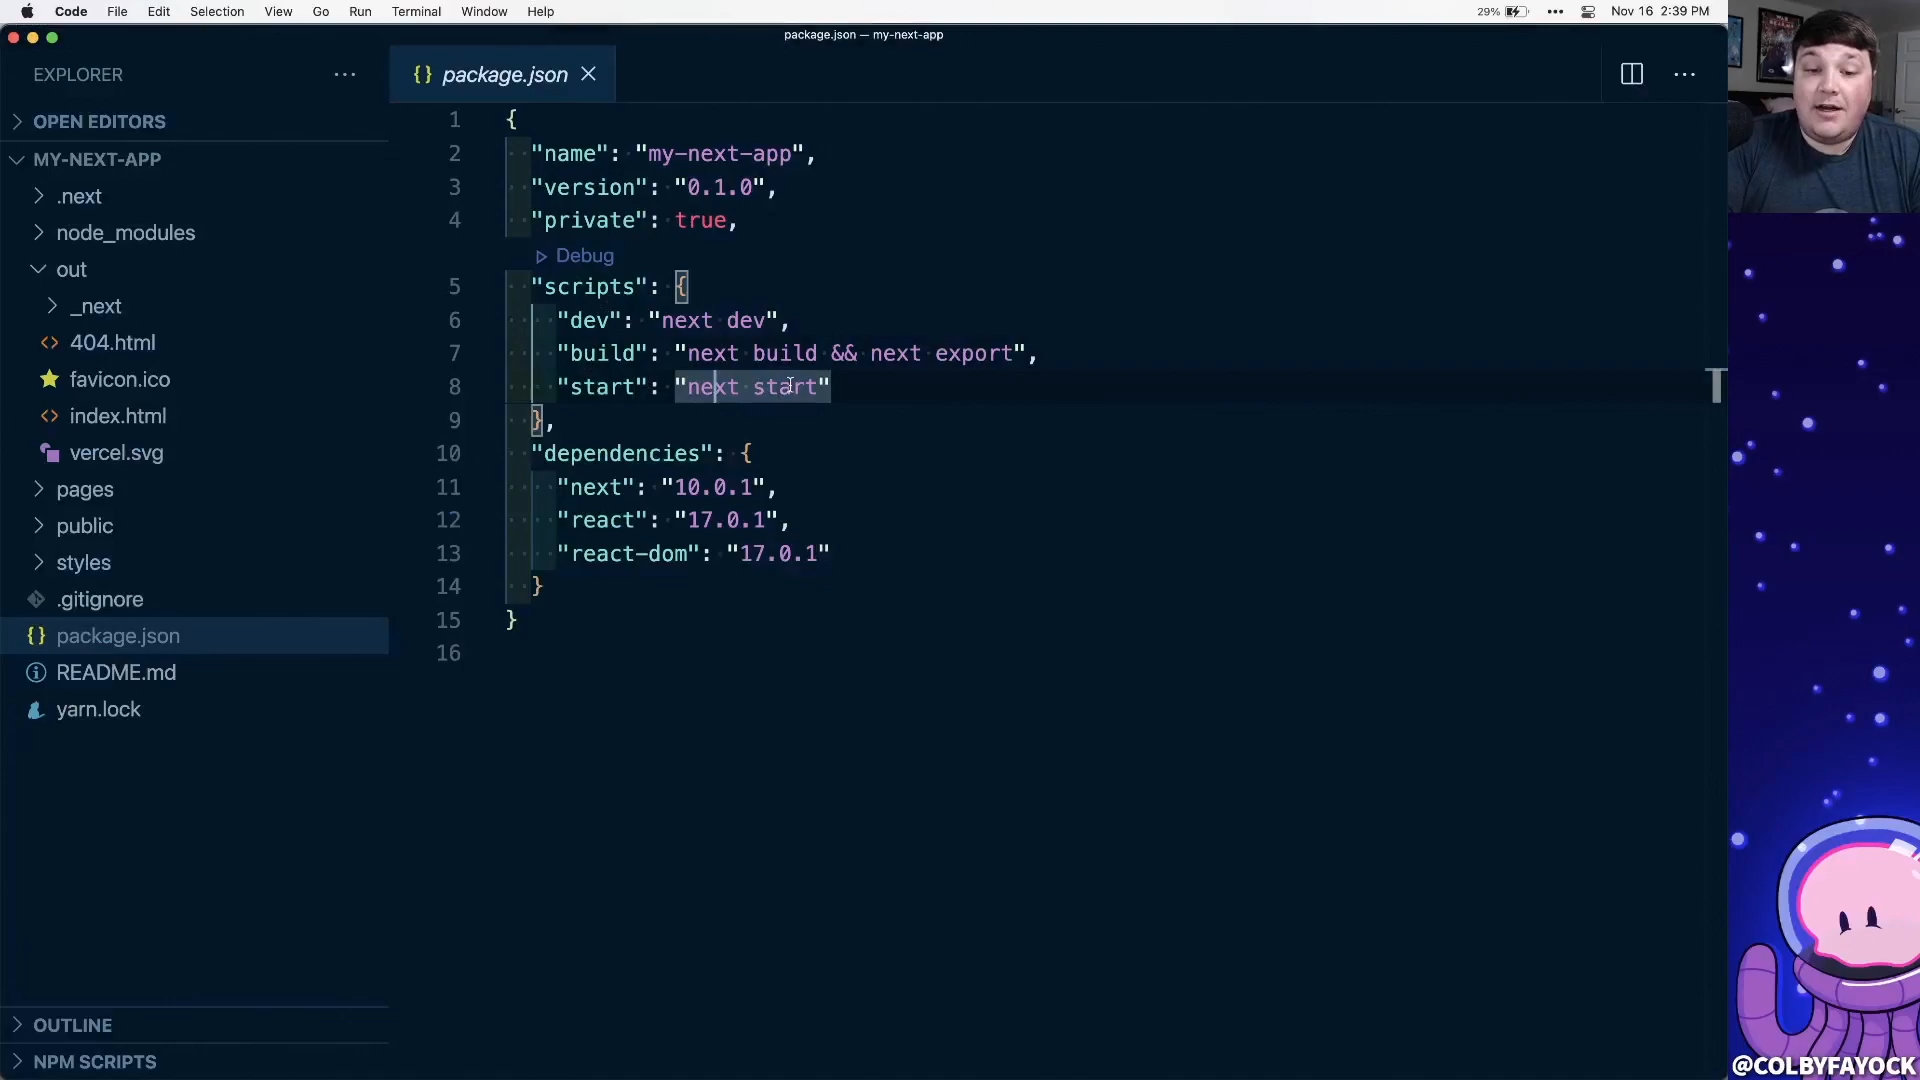 Code File Edit Selection View Go Run Terminal Window Help 29% Nov 16 2:39 PM
package.json — my-next-app
EXPLORER
OPEN EDITORS
MY-NEXT-APP
.next
node_modules
out
_next
404.html
favicon.ico
index.html
vercel.svg
pages
public
styles
.gitignore
package.json
README.md
yarn.lock
OUTLINE
NPM SCRIPTS
{} package.json
1 {
2 "name": "my-next-app",
3 "version": "0.1.0",
4 "private": true,
Debug
5 "scripts": {
6 "dev": "next dev",
7 "build": "next build && next export",
8 "start": "next start"
9 },
10 "dependencies": {
11 "next": "10.0.1",
12 "react": "17.0.1",
13 "react-dom": "17.0.1"
14 }
15 }
16
@COLBYFAYOCK